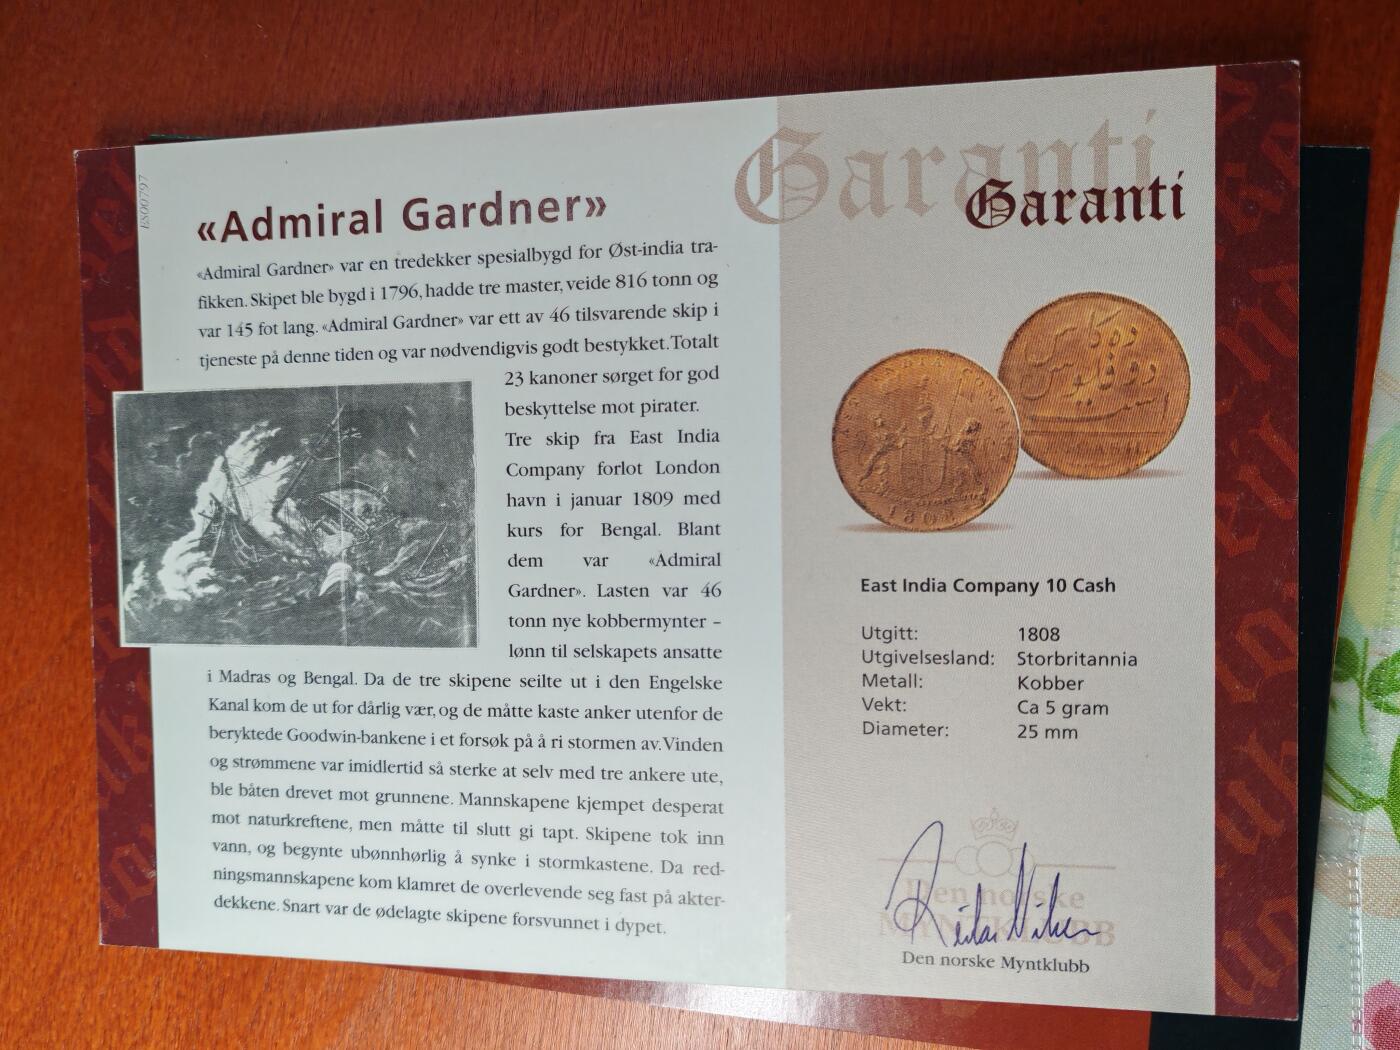 ES00797
«Admiral Gardner»
«Admiral Gardner» var en tredekker spesialbygd for Øst-india tra-
fikken. Skipet ble bygd i 1796, hadde tre master, veide 816 tonn og
var 145 fot lang. «Admiral Gardner» var ett av 46 tilsvarende skip i
tjeneste på denne tiden og var nødvendigvis godt bestykket. Totalt
23 kanoner sørget for god
beskyttelse mot pirater.
Tre skip fra East India
Company forlot London
havn i januar 1809 med
kurs for Bengal. Blant
dem var «Admiral
Gardner». Lasten var 46
tonn nye kobbermynter –
lønn til selskapets ansatte
i Madras og Bengal. Da de tre skipene seilte ut i den Engelske
Kanal kom de ut for dårlig vær, og de måtte kaste anker utenfor de
beryktede Goodwin-bankene i et forsøk på å ri stormen av. Vinden
og strømmene var imidlertid så sterke at selv med tre ankere ute,
ble båten drevet mot grunnene. Mannskapene kjempet desperat
mot naturkreftene, men måtte til slutt gi tapt. Skipene tok inn
vann, og begynte ubønnhørlig å synke i stormkastene. Da red-
ningsmannskapene kom klamret de overlevende seg fast på akter-
dekkene. Snart var de ødelagte skipene forsvunnet i dypet.
Garanti
Garanti
1808
East India Company 10 Cash
Utgitt: 1808
Utgivelsesland: Storbritannia
Metall: Kobber
Vekt: Ca 5 gram
Diameter: 25 mm
Den norske
MYNTKLUBB
Den norske Myntklubb